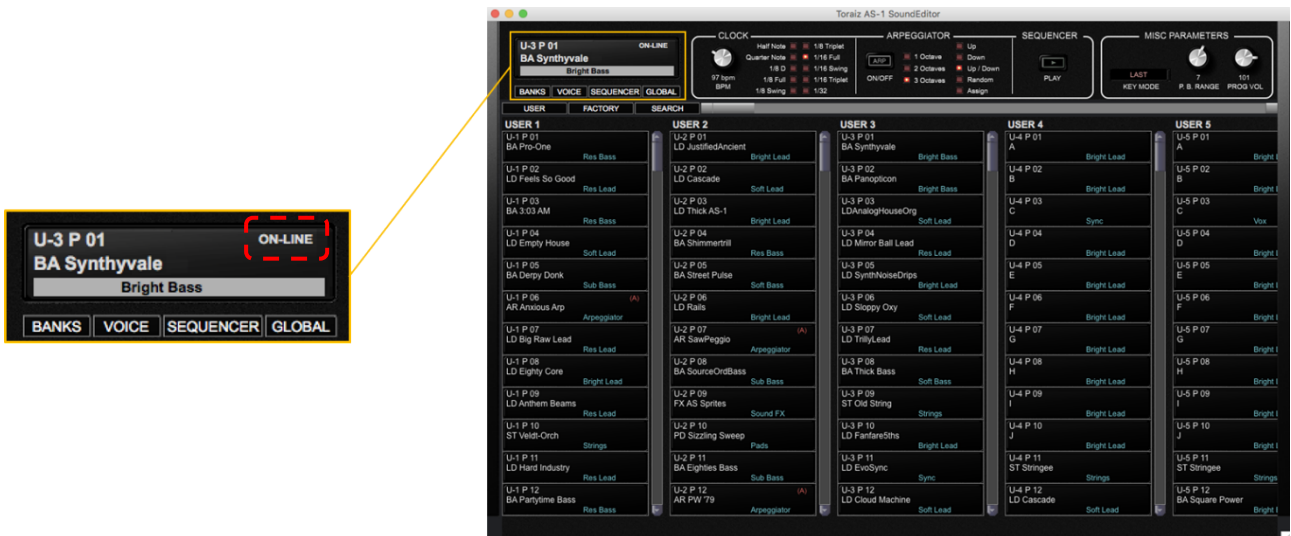 Toraiz AS-1 SoundEditor
U-3 P 01 ON-LINE
BA Synthyvale
Bright Bass
BANKS VOICE SEQUENCER GLOBAL
CLOCK
Half Note 1/8 Triplet
Quarter Note 1/16 Full
1/8 D 1/16 Swing
1/8 Full 1/16 Triplet
1/8 Swing 1/32
97 bpm
BPM
ARPEGGIATOR
ARP
ON/OFF
1 Octave
2 Octaves
3 Octaves
Up
Down
Up / Down
Random
Assign
SEQUENCER
PLAY
MISC PARAMETERS
LAST
KEY MODE
7
P. B. RANGE
101
PROG VOL
USER FACTORY SEARCH
USER 1
U-1 P 01
BA Pro-One
Res Bass
U-1 P 02
LD Feels So Good
Res Lead
U-1 P 03
BA 3:03 AM
Res Bass
U-1 P 04
LD Empty House
Soft Lead
U-1 P 05
BA Derpy Donk
Sub Bass
U-1 P 06 (A)
AR Anxious Arp
Arpeggiator
U-1 P 07
LD Big Raw Lead
Res Lead
U-1 P 08
LD Eighty Core
Bright Lead
U-1 P 09
LD Anthem Beams
Res Lead
U-1 P 10
ST Veldt-Orch
Strings
U-1 P 11
LD Hard Industry
Res Lead
U-1 P 12
BA Partytime Bass
Res Bass
USER 2
U-2 P 01
LD JustifiedAncient
Bright Lead
U-2 P 02
LD Cascade
Soft Lead
U-2 P 03
LD Thick AS-1
Bright Lead
U-2 P 04
BA Shimmertrill
Res Bass
U-2 P 05
BA Street Pulse
Soft Bass
U-2 P 06
LD Rails
Bright Lead
U-2 P 07 (A)
AR SawPeggio
Arpeggiator
U-2 P 08
BA SourceOrdBass
Sub Bass
U-2 P 09
FX AS Sprites
Sound FX
U-2 P 10
PD Sizzling Sweep
Pads
U-2 P 11
BA Eighties Bass
Sub Bass
U-2 P 12 (A)
AR PW '79
Arpeggiator
USER 3
U-3 P 01
BA Synthyvale
Bright Bass
U-3 P 02
BA Panopticon
Bright Bass
U-3 P 03
LDAnalogHouseOrg
Soft Lead
U-3 P 04
LD Mirror Ball Lead
Res Lead
U-3 P 05
LD SynthNoiseDrips
Bright Lead
U-3 P 06
LD Sloppy Oxy
Soft Lead
U-3 P 07
LD TrillyLead
Res Lead
U-3 P 08
BA Thick Bass
Soft Bass
U-3 P 09
ST Old String
Strings
U-3 P 10
LD Fanfare5ths
Bright Lead
U-3 P 11
LD EvoSync
Sync
U-3 P 12
LD Cloud Machine
Soft Lead
USER 4
U-4 P 01
A
Bright Lead
U-4 P 02
B
Bright Lead
U-4 P 03
C
Sync
U-4 P 04
D
Bright Lead
U-4 P 05
E
Bright Lead
U-4 P 06
F
Bright Lead
U-4 P 07
G
Bright Lead
U-4 P 08
H
Bright Lead
U-4 P 09
I
Bright Lead
U-4 P 10
J
Bright Lead
U-4 P 11
ST Stringee
Strings
U-4 P 12
LD Cascade
Soft Lead
USER 5
U-5 P 01
A
Bright
U-5 P 02
B
Bright
U-5 P 03
C
Vox
U-5 P 04
D
Bright
U-5 P 05
E
Bright
U-5 P 06
F
Bright
U-5 P 07
G
Bright
U-5 P 08
H
Bright
U-5 P 09
I
Bright
U-5 P 10
J
Bright
U-5 P 11
ST Stringee
Strings
U-5 P 12
BA Square Power
Bright
U-3 P 01 ON-LINE
BA Synthyvale
Bright Bass
BANKS VOICE SEQUENCER GLOBAL